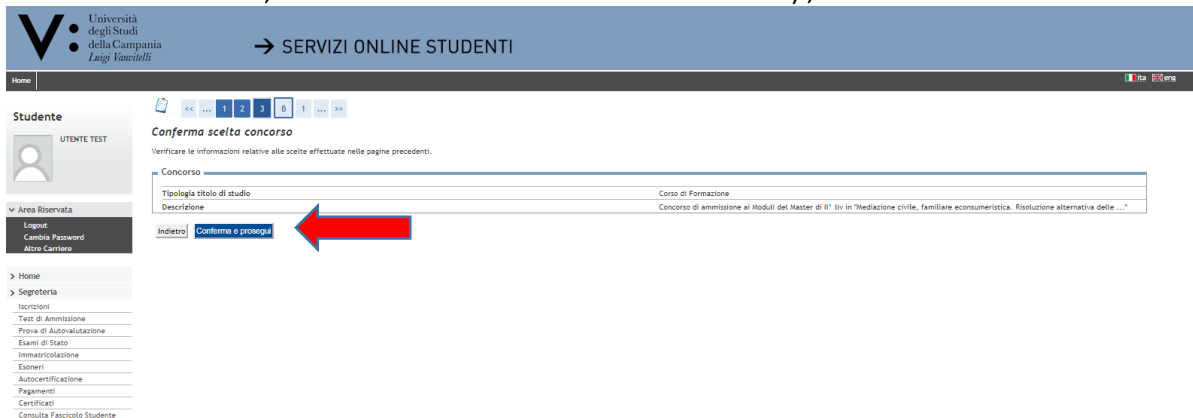 Università
degli Studi
della Campania
Luigi Vanvitelli
→ SERVIZI ONLINE STUDENTI
Home
ita eng
<< ... 1 2 3 B 1 ... >>
Studente
UTENTE TEST
Conferma scelta concorso
Verificare le informazioni relative alle scelte effettuate nelle pagine precedenti.
Concorso
Tipologia titolo di studio Corso di Formazione
Descrizione Concorso di ammissione ai Moduli del Master di II° liv in "Mediazione civile, familiare econsumeristica. Risoluzione alternativa delle ..."
Indietro Conferma e prosegui
Area Riservata
Logout
Cambia Password
Altre Carriere
> Home
> Segreteria
Iscrizioni
Test di Ammissione
Prova di Autovalutazione
Esami di Stato
Immatricolazione
Esoneri
Autocertificazione
Pagamenti
Certificati
Consulta Fascicolo Studente